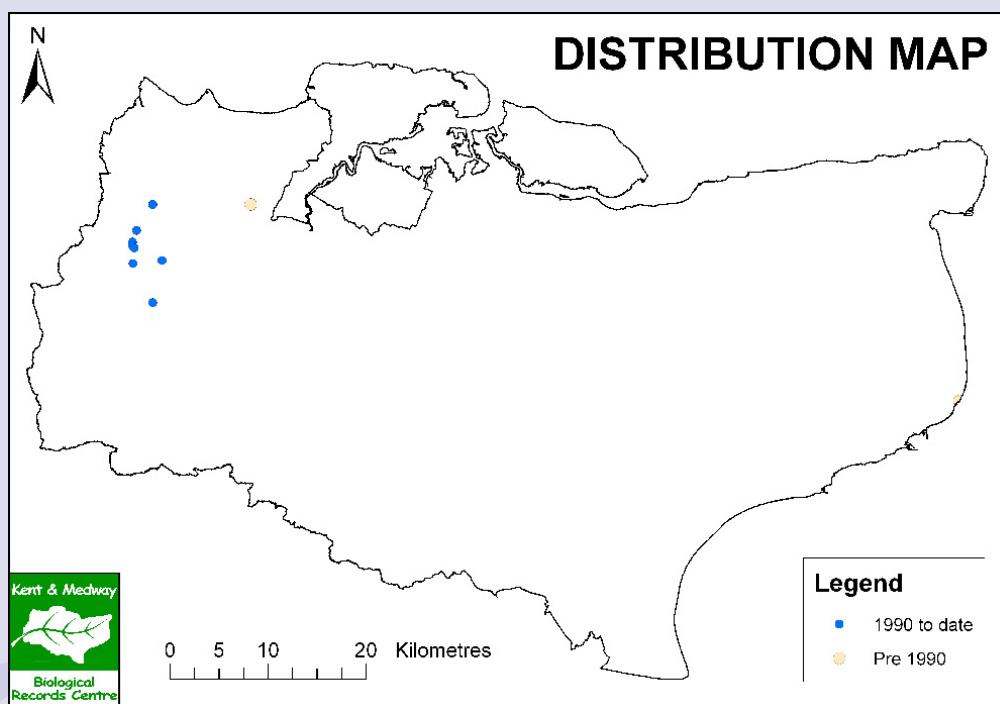 N
DISTRIBUTION MAP
Kent & Medway
Biological
Records Centre
0 5 10 20 Kilometres
Legend
1990 to date
Pre 1990